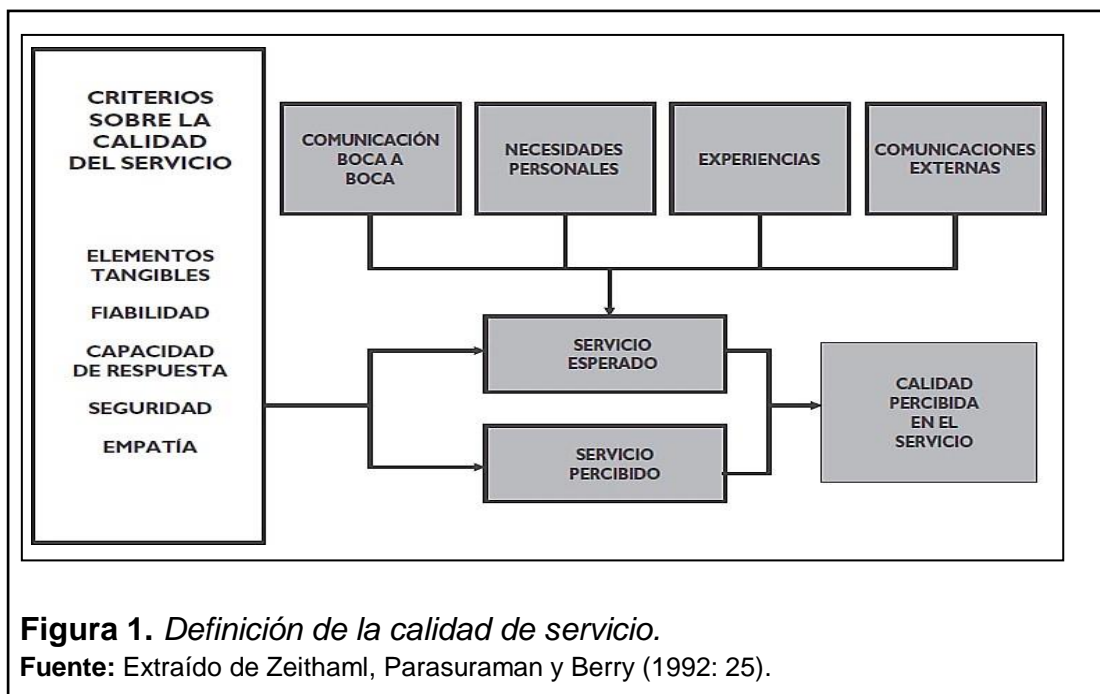 CRITERIOS
SOBRE LA
CALIDAD
DEL SERVICIO
ELEMENTOS
TANGIBLES
FIABILIDAD
CAPACIDAD
DE RESPUESTA
SEGURIDAD
EMPATÍA
COMUNICACIÓN
BOCA A
BOCA
NECESIDADES
PERSONALES
EXPERIENCIAS
COMUNICACIONES
EXTERNAS
SERVICIO
ESPERADO
SERVICIO
PERCIBIDO
CALIDAD
PERCIBIDA
EN EL
SERVICIO
Figura 1. Definición de la calidad de servicio.
Fuente: Extraído de Zeithaml, Parasuraman y Berry (1992: 25).